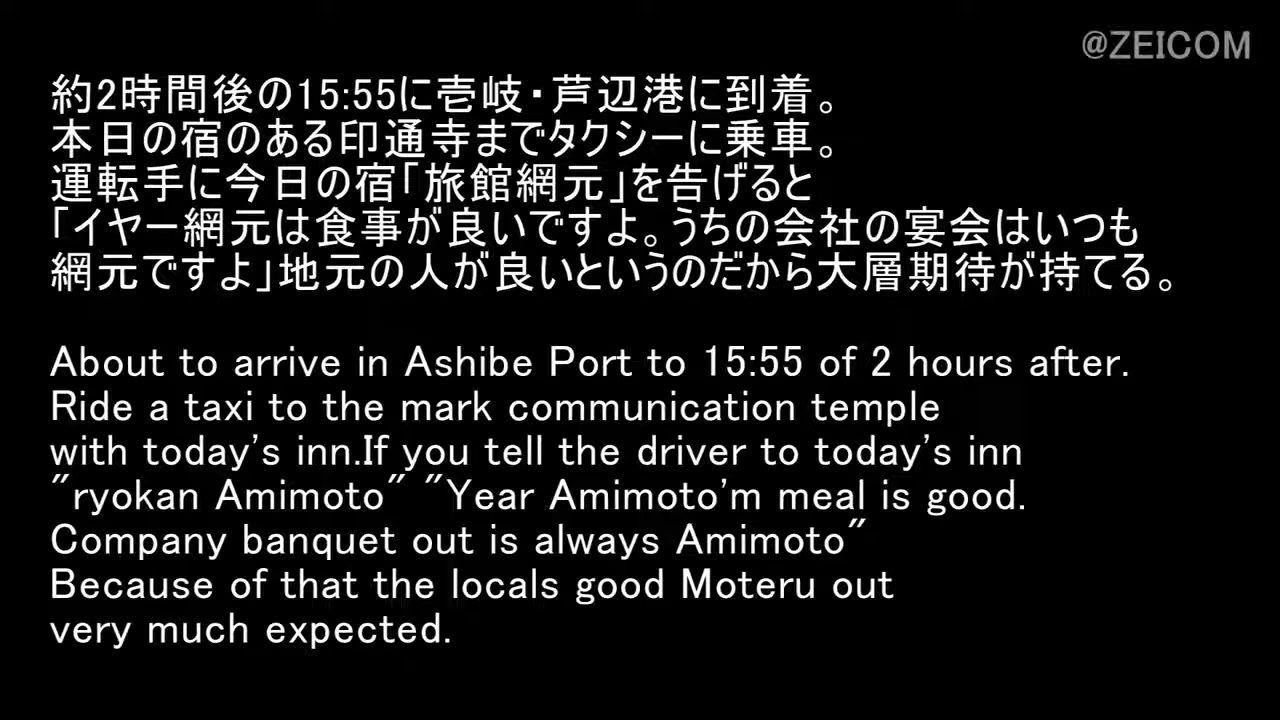 @ZEICOM
約2時間後の15:55に壱岐・芦辺港に到着。
本日の宿のある印通寺までタクシーに乗車。
運転手に今日の宿「旅館網元」を告げると
「イヤー網元は食事が良いですよ。うちの会社の宴会はいつも
網元ですよ」地元の人が良いというのだから大層期待が持てる。
About to arrive in Ashibe Port to 15:55 of 2 hours after.
Ride a taxi to the mark communication temple
with today's inn.If you tell the driver to today's inn
"ryokan Amimoto" "Year Amimoto'm meal is good.
Company banquet out is always Amimoto"
Because of that the locals good Moteru out
very much expected.